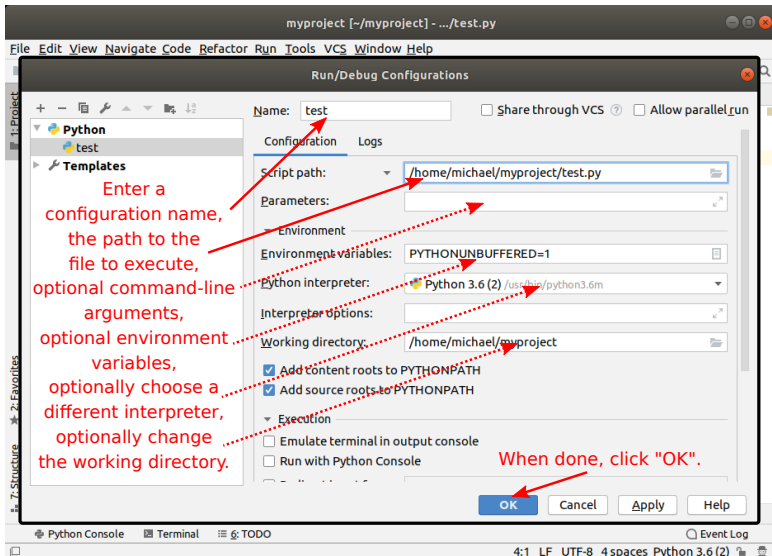 myproject [~/myproject] - .../test.py
File Edit View Navigate Code Refactor Run Tools VCS Window Help
Run/Debug Configurations
1: Project
Name: test
Share through VCS
Allow parallel run
Python
test
Templates
Configuration Logs
Script path: /home/michael/myproject/test.py
Parameters:
Environment
Environment variables: PYTHONUNBUFFERED=1
Python interpreter: Python 3.6 (2) /usr/bin/python3.6m
Interpreter options:
Working directory: /home/michael/myproject
Add content roots to PYTHONPATH
Add source roots to PYTHONPATH
Execution
Emulate terminal in output console
Run with Python Console
Enter a
configuration name,
the path to the
file to execute,
optional command-line
arguments,
optional environment
variables,
optionally choose a
different interpreter,
optionally change
the working directory.
When done, click "OK".
OK Cancel Apply Help
2: Favorites
7: Structure
Python Console Terminal 6: TODO Event Log
4:1 LF UTF-8 4 spaces Python 3.6 (2)